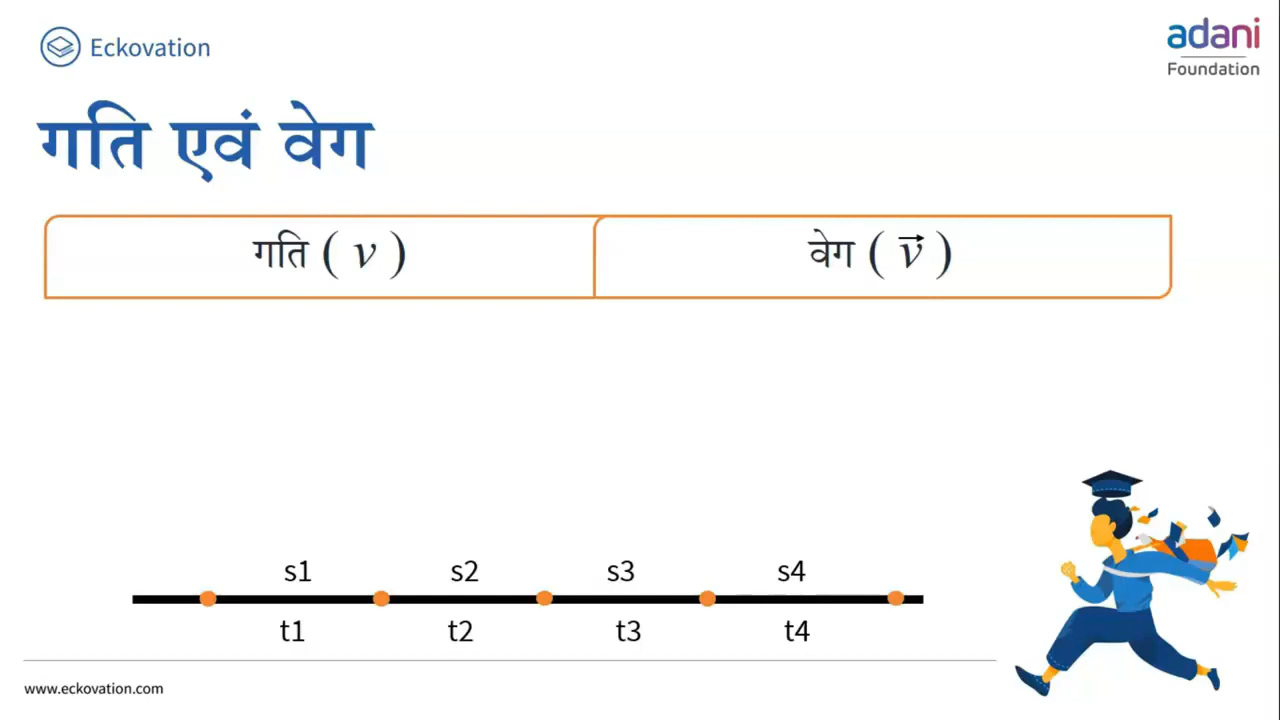 Eckovation
adani
Foundation
गति एवं वेग
गति ( v )
वेग ( v⃗ )
s1 s2 s3 s4
t1 t2 t3 t4
www.eckovation.com